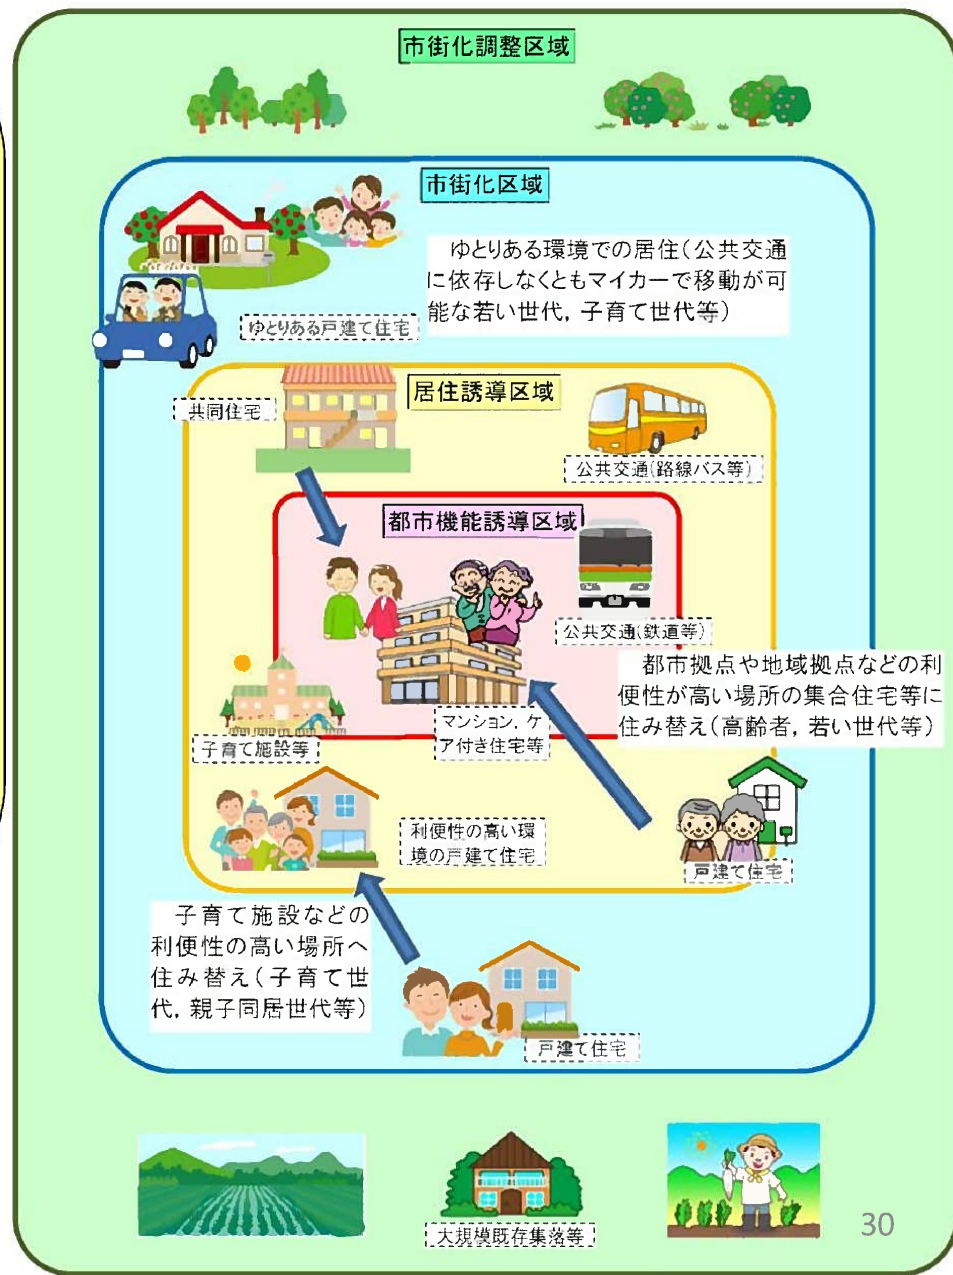 市街化調整区域
市街化区域
ゆとりある環境での居住(公共交通
に依存しなくともマイカーで移動が可
能な若い世代,子育て世代等)
ゆとりある戸建て住宅
居住誘導区域
共同住宅
公共交通(路線バス等)
都市機能誘導区域
公共交通(鉄道等)
都市拠点や地域拠点などの利
便性が高い場所の集合住宅等に
住み替え(高齢者,若い世代等)
マンション,ケ
ア付き住宅等
子育て施設等
利便性の高い環
境の戸建て住宅
戸建て住宅
子育て施設などの
利便性の高い場所へ
住み替え(子育て世
代,親子同居世代等)
戸建て住宅
大規模既存集落等
30